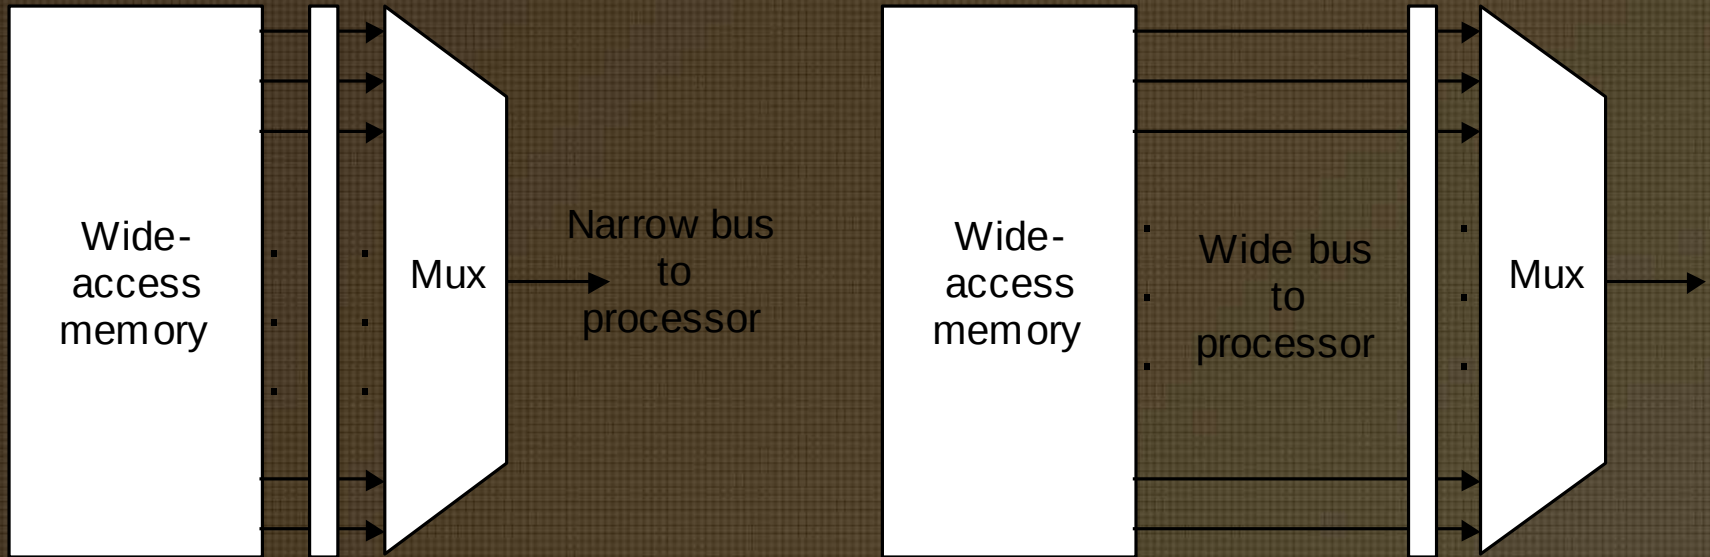 Wide-
access
memory
Mux
Narrow bus
to
processor
Wide-
access
memory
Wide bus
to
processor
Mux